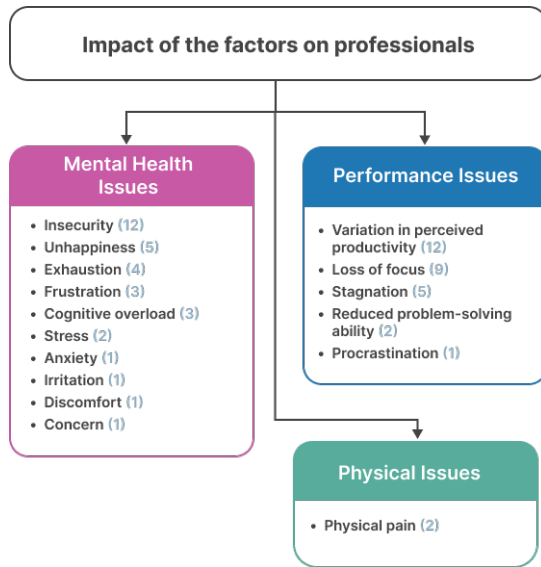 Impact of the factors on professionals
Mental Health
Issues
• Insecurity (12)
• Unhappiness (5)
• Exhaustion (4)
• Frustration (3)
• Cognitive overload (3)
• Stress (2)
• Anxiety (1)
• Irritation (1)
• Discomfort (1)
• Concern (1)
Performance Issues
• Variation in perceived
productivity (12)
• Loss of focus (9)
• Stagnation (5)
• Reduced problem-solving
ability (2)
• Procrastination (1)
Physical Issues
• Physical pain (2)